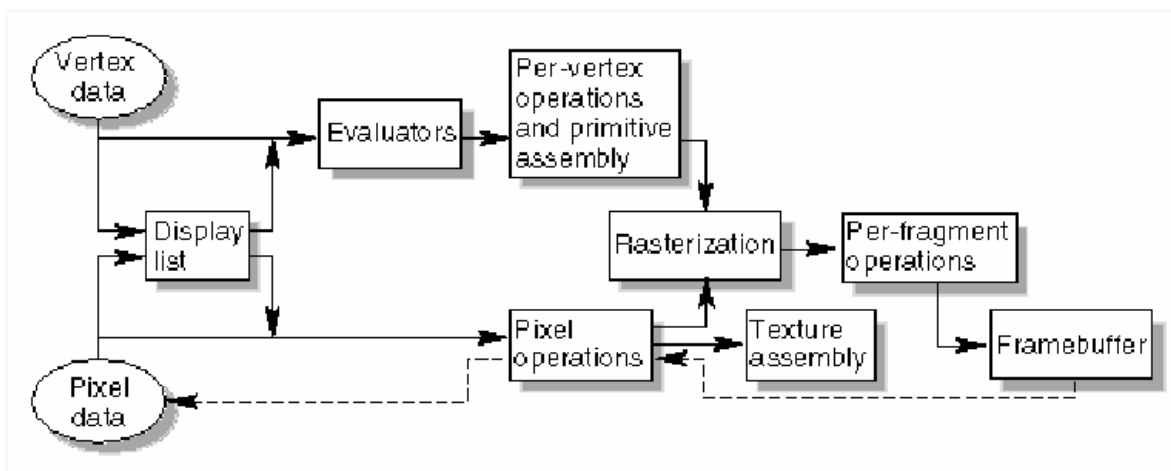 Vertex
data
Evaluators
Per-vertex
operations
and primitive
assembly
Display
list
Rasterization
Per-fragment
operations
Pixel
operations
Texture
assembly
Framebuffer
Pixel
data